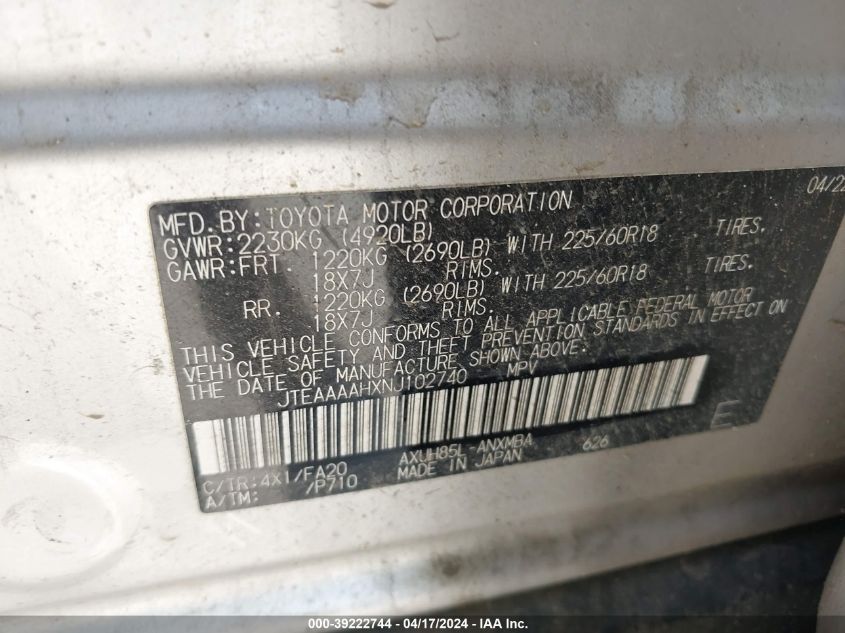 04/22
MFD.BY:TOYOTA MOTOR CORPORATION
GVWR:2230KG (4920LB)
GAWR:FRT. 1220KG (2690LB) WITH 225/60R18 TIRES.
18X7J RIMS.
RR. 1220KG (2690LB) WITH 225/60R18 TIRES.
18X7J RIMS.
THIS VEHICLE CONFORMS TO ALL APPLICABLE FEDERAL MOTOR
VEHICLE SAFETY AND THEFT PREVENTION STANDARDS IN EFFECT ON
THE DATE OF MANUFACTURE SHOWN ABOVE.
JTEAAAAHXNJ102740 MPV
C/TR:4X1/FA20 AXUH85L-ANXMBA 626
A/TM: /P710 MADE IN JAPAN
E
000-39222744 - 04/17/2024 - IAA Inc.